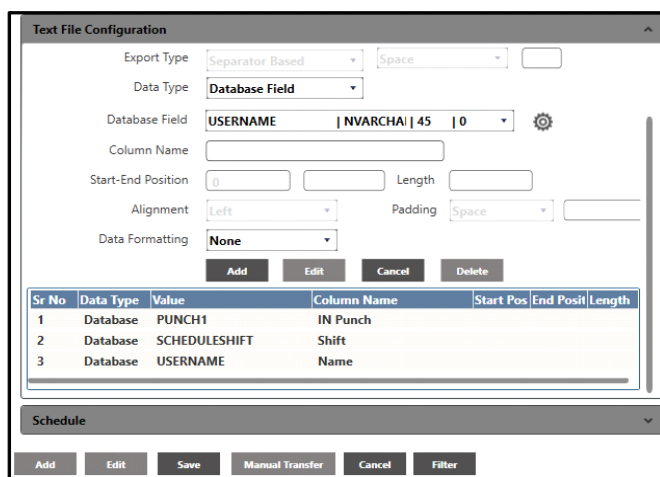 Text File Configuration
Export Type Separator Based Space
Data Type Database Field
Database Field USERNAME | NVARCHAI | 45 | 0
Column Name
Start-End Position 0 Length
Alignment Left Padding Space
Data Formatting None
Add Edit Cancel Delete
Sr No Data Type Value Column Name Start Pos End Posit Length
1 Database PUNCH1 IN Punch
2 Database SCHEDULESHIFT Shift
3 Database USERNAME Name
Schedule
Add Edit Save Manual Transfer Cancel Filter